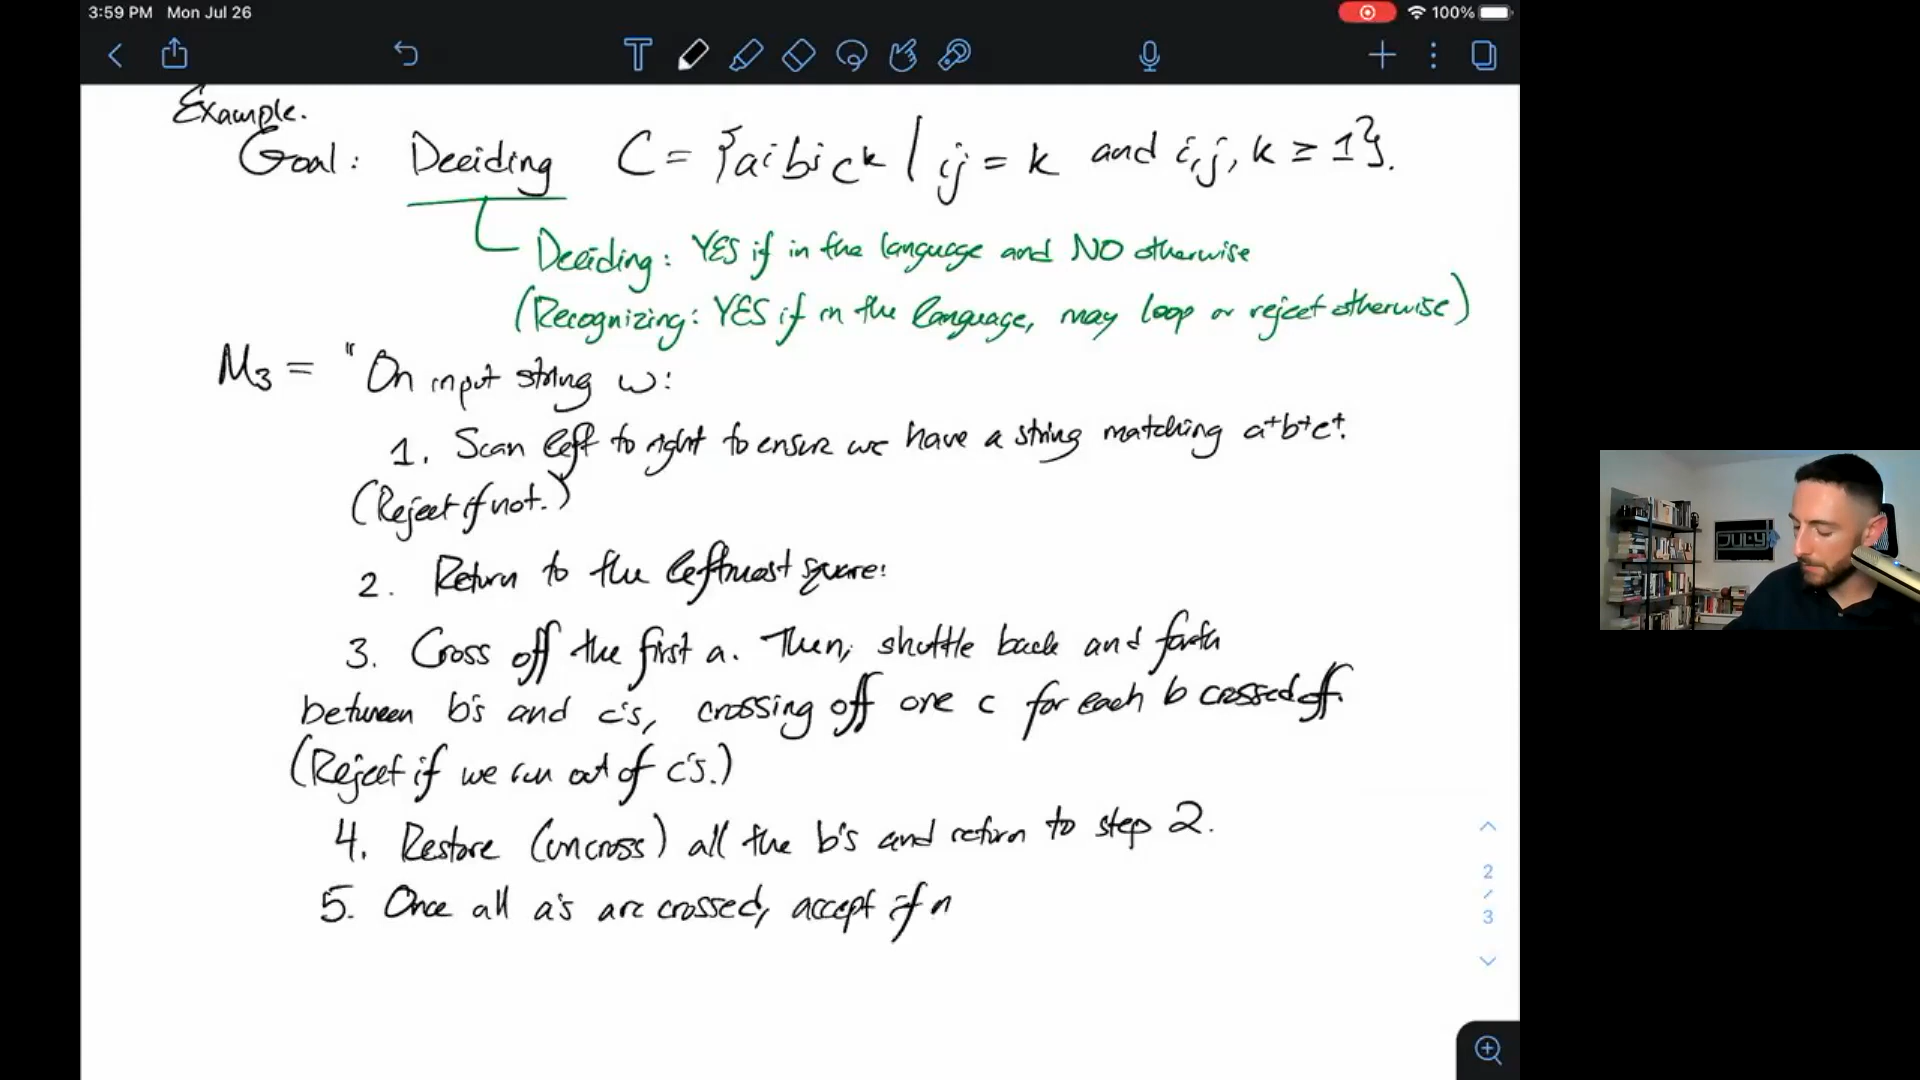 3:59 PM Mon Jul 26
100%
Example.
Goal: Deciding C = {aⁱbʲcᵏ | ij = k and i,j, k ≥ 1}.
Deciding: YES if in the language and NO otherwise
(Recognizing: YES if in the language, may loop or reject otherwise)
M₃ = "On input string w:
1. Scan left to right to ensure we have a string matching a⁺b⁺c⁺.
(Reject if not.)
2. Return to the leftmost square.
3. Cross off the first a. Then, shuttle back and forth
between b's and c's, crossing off one c for each b crossed off.
(Reject if we run out of c's.)
4. Restore (uncross) all the b's and return to step 2.
5. Once all a's are crossed, accept if n
2
/
3
JULY